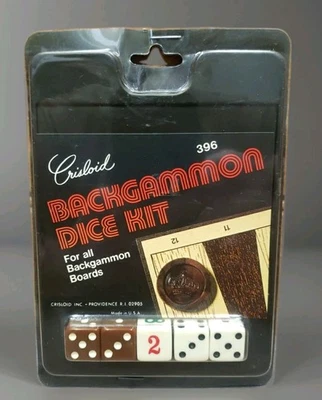 396
Crisloid
BACKGAMMON
DICE KIT
For all
Backgammon
Boards
12
11
CRISLOID INC. • PROVIDENCE R.I. 02905
Made in U.S.A.
2